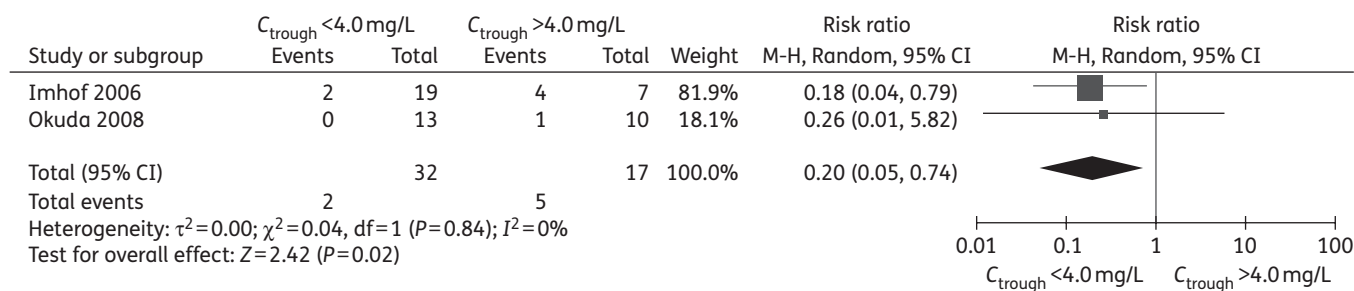 C_trough <4.0 mg/L C_trough >4.0 mg/L Risk ratio Risk ratio
Study or subgroup Events Total Events Total Weight M-H, Random, 95% CI M-H, Random, 95% CI
Imhof 2006 2 19 4 7 81.9% 0.18 (0.04, 0.79)
Okuda 2008 0 13 1 10 18.1% 0.26 (0.01, 5.82)
Total (95% CI) 32 17 100.0% 0.20 (0.05, 0.74)
Total events 2 5
Heterogeneity: τ²=0.00; χ²=0.04, df=1 (P=0.84); I²=0%
Test for overall effect: Z=2.42 (P=0.02)
0.01 0.1 1 10 100
C_trough <4.0 mg/L C_trough >4.0 mg/L